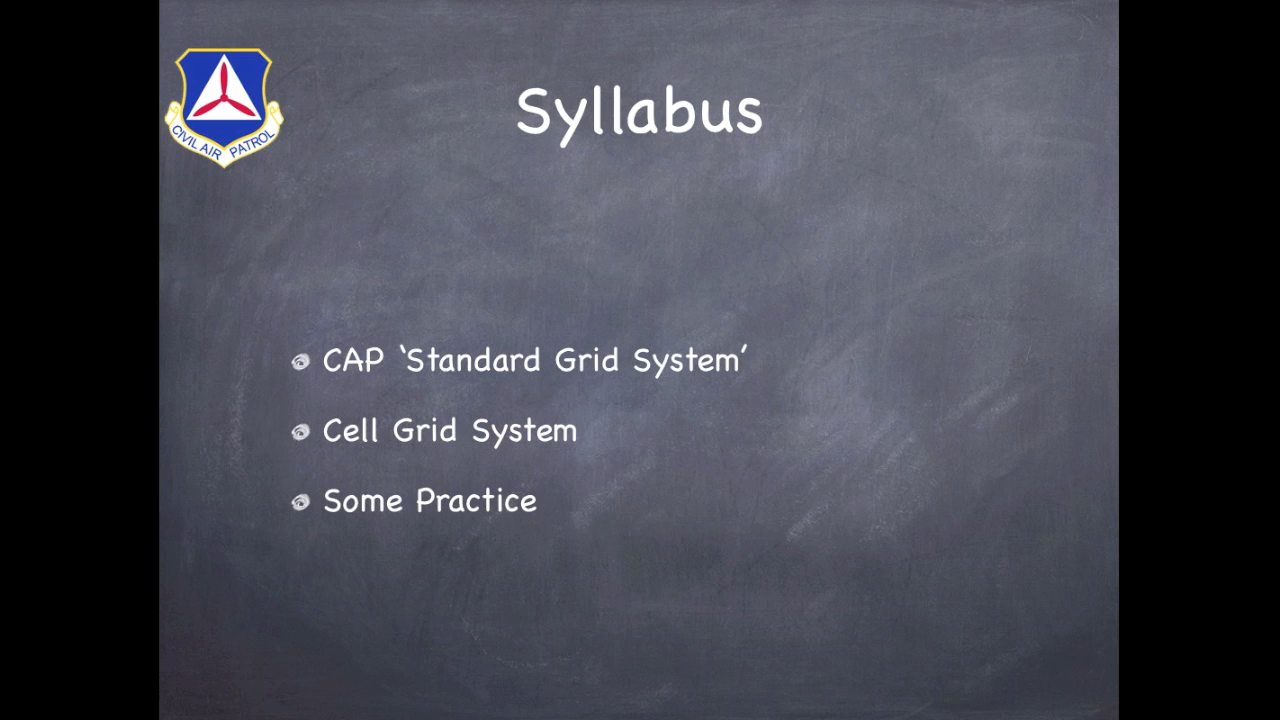 CIVIL AIR PATROL
Syllabus
CAP ‘Standard Grid System’
Cell Grid System
Some Practice